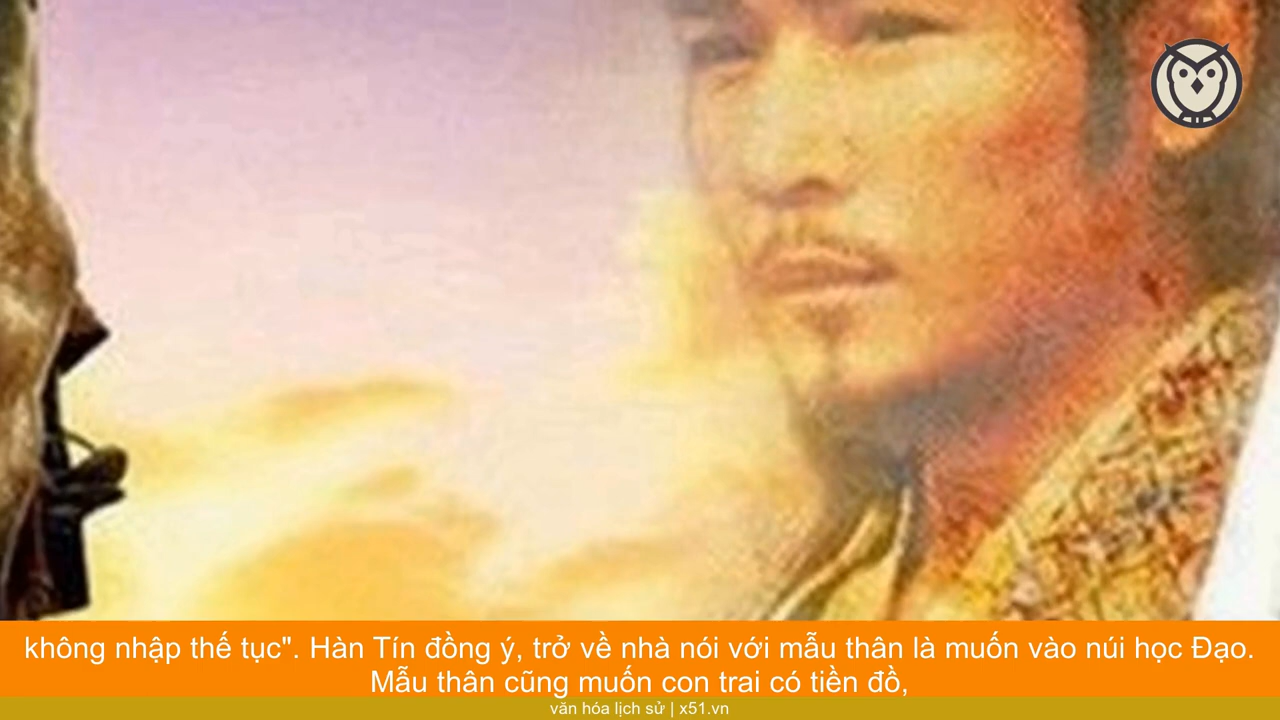 không nhập thế tục". Hàn Tín đồng ý, trở về nhà nói với mẫu thân là muốn vào núi học Đạo.
Mẫu thân cũng muốn con trai có tiền đồ,
văn hóa lịch sử | x51.vn